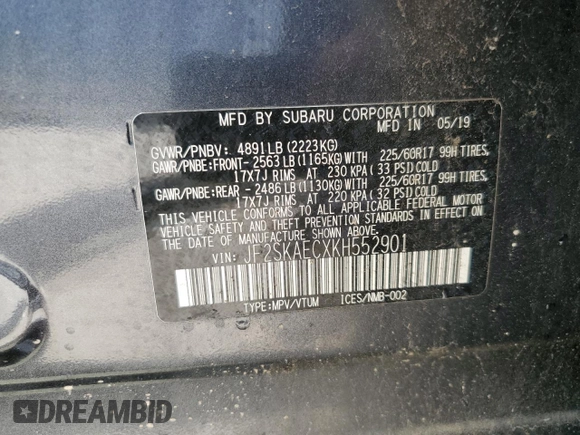 MFD BY SUBARU CORPORATION
MFD IN 05/19
GVWR/PNBV: 4891LB(2223KG)
GAWR/PNBE:FRONT-2563LB(1165KG)WITH 225/60R17 99H TIRES,
17X7J RIMS AT 230 KPA(33 PSI)COLD
GAWR/PNBE:REAR -2486LB(1130KG)WITH 225/60R17 99H TIRES,
17X7J RIMS AT 220 KPA(32 PSI)COLD
THIS VEHICLE CONFORMS TO ALL APPLICABLE FEDERAL MOTOR
VEHICLE SAFETY AND THEFT PREVENTION STANDARDS IN
EFFECT ON THE DATE OF MANUFACTURE SHOWN ABOVE.
VIN: JF2SKAECXKH552901
TYPE:MPV/VTUM ICES/NMB-002
DREAMBID